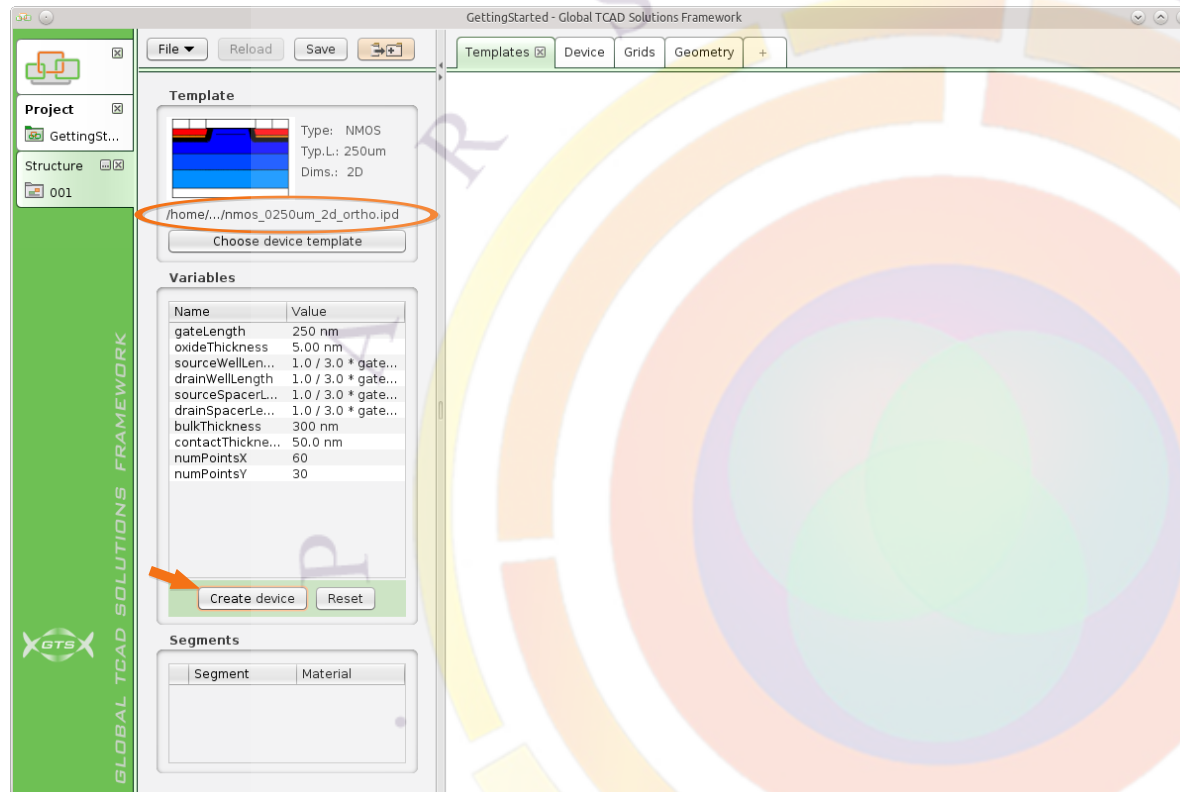 GettingStarted - Global TCAD Solutions Framework
File
Reload
Save
Templates
Device
Grids
Geometry
+
Project
GettingSt...
Structure
001
Template
Type: NMOS
Typ.L.: 250um
Dims.: 2D
/home/.../nmos_0250um_2d_ortho.ipd
Choose device template
Variables
Name Value
gateLength 250 nm
oxideThickness 5.00 nm
sourceWellLen... 1.0 / 3.0 * gate...
drainWellLength 1.0 / 3.0 * gate...
sourceSpacerL... 1.0 / 3.0 * gate...
drainSpacerLe... 1.0 / 3.0 * gate...
bulkThickness 300 nm
contactThickne... 50.0 nm
numPointsX 60
numPointsY 30
Create device
Reset
Segments
Segment Material
GTS
GLOBAL TCAD SOLUTIONS FRAMEWORK
P A R S